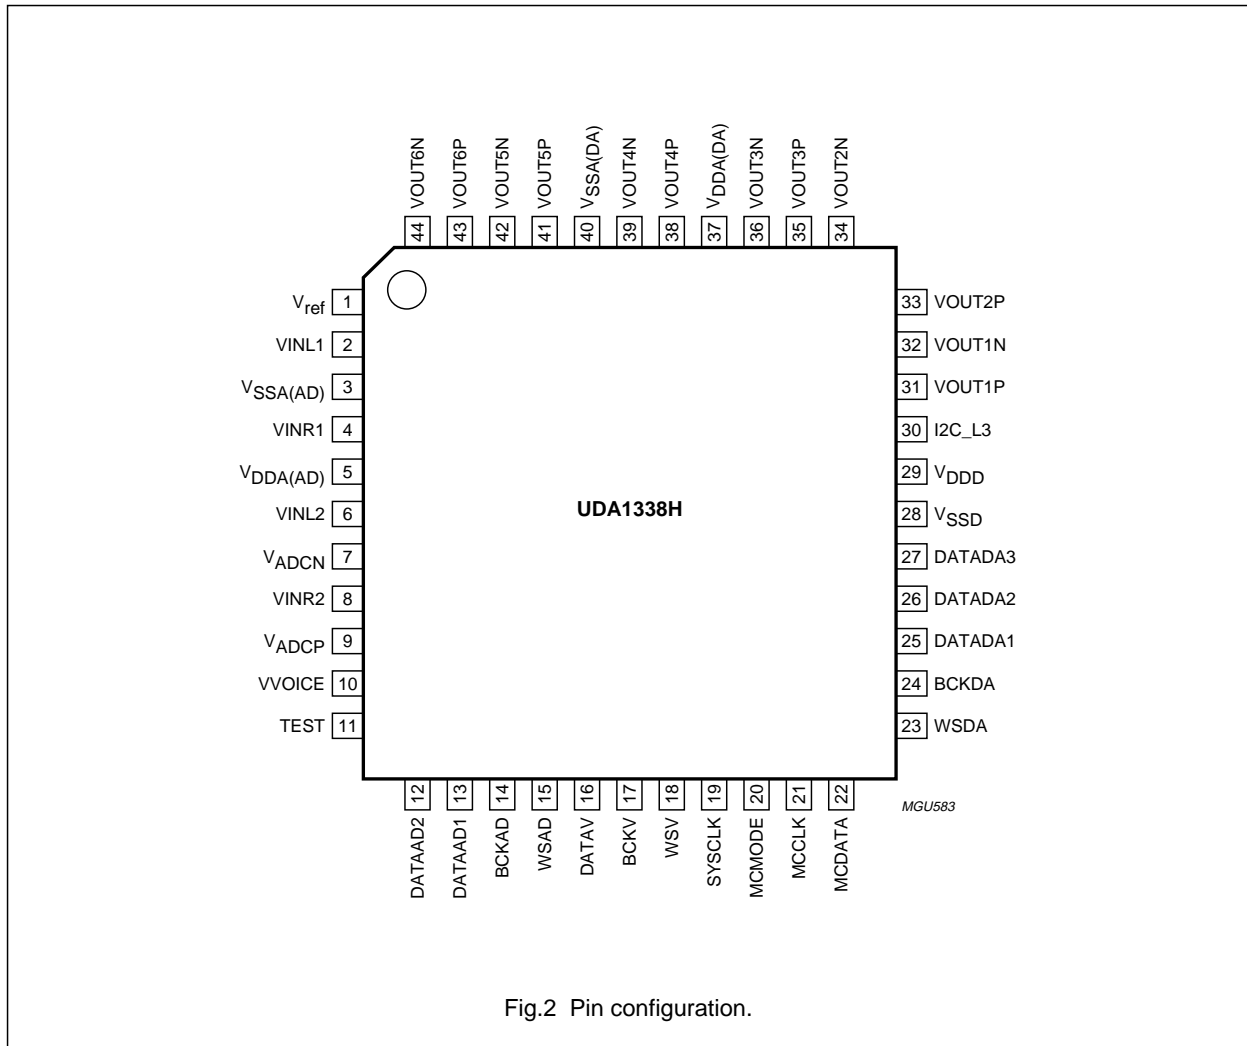 VOUT6N
VOUT6P
VOUT5N
VOUT5P
VSSA(DA)
VOUT4N
VOUT4P
VDDA(DA)
VOUT3N
VOUT3P
VOUT2N
44
43
42
41
40
39
38
37
36
35
34
Vref 1
VINL1 2
VSSA(AD) 3
VINR1 4
VDDA(AD) 5
VINL2 6
VADCN 7
VINR2 8
VADCP 9
VVOICE 10
TEST 11
UDA1338H
33 VOUT2P
32 VOUT1N
31 VOUT1P
30 I2C_L3
29 VDDD
28 VSSD
27 DATADA3
26 DATADA2
25 DATADA1
24 BCKDA
23 WSDA
12
13
14
15
16
17
18
19
20
21
22
DATAAD2
DATAAD1
BCKAD
WSAD
DATAV
BCKV
WSV
SYSCLK
MCMODE
MCCLK
MCDATA
MGU583
Fig.2 Pin configuration.